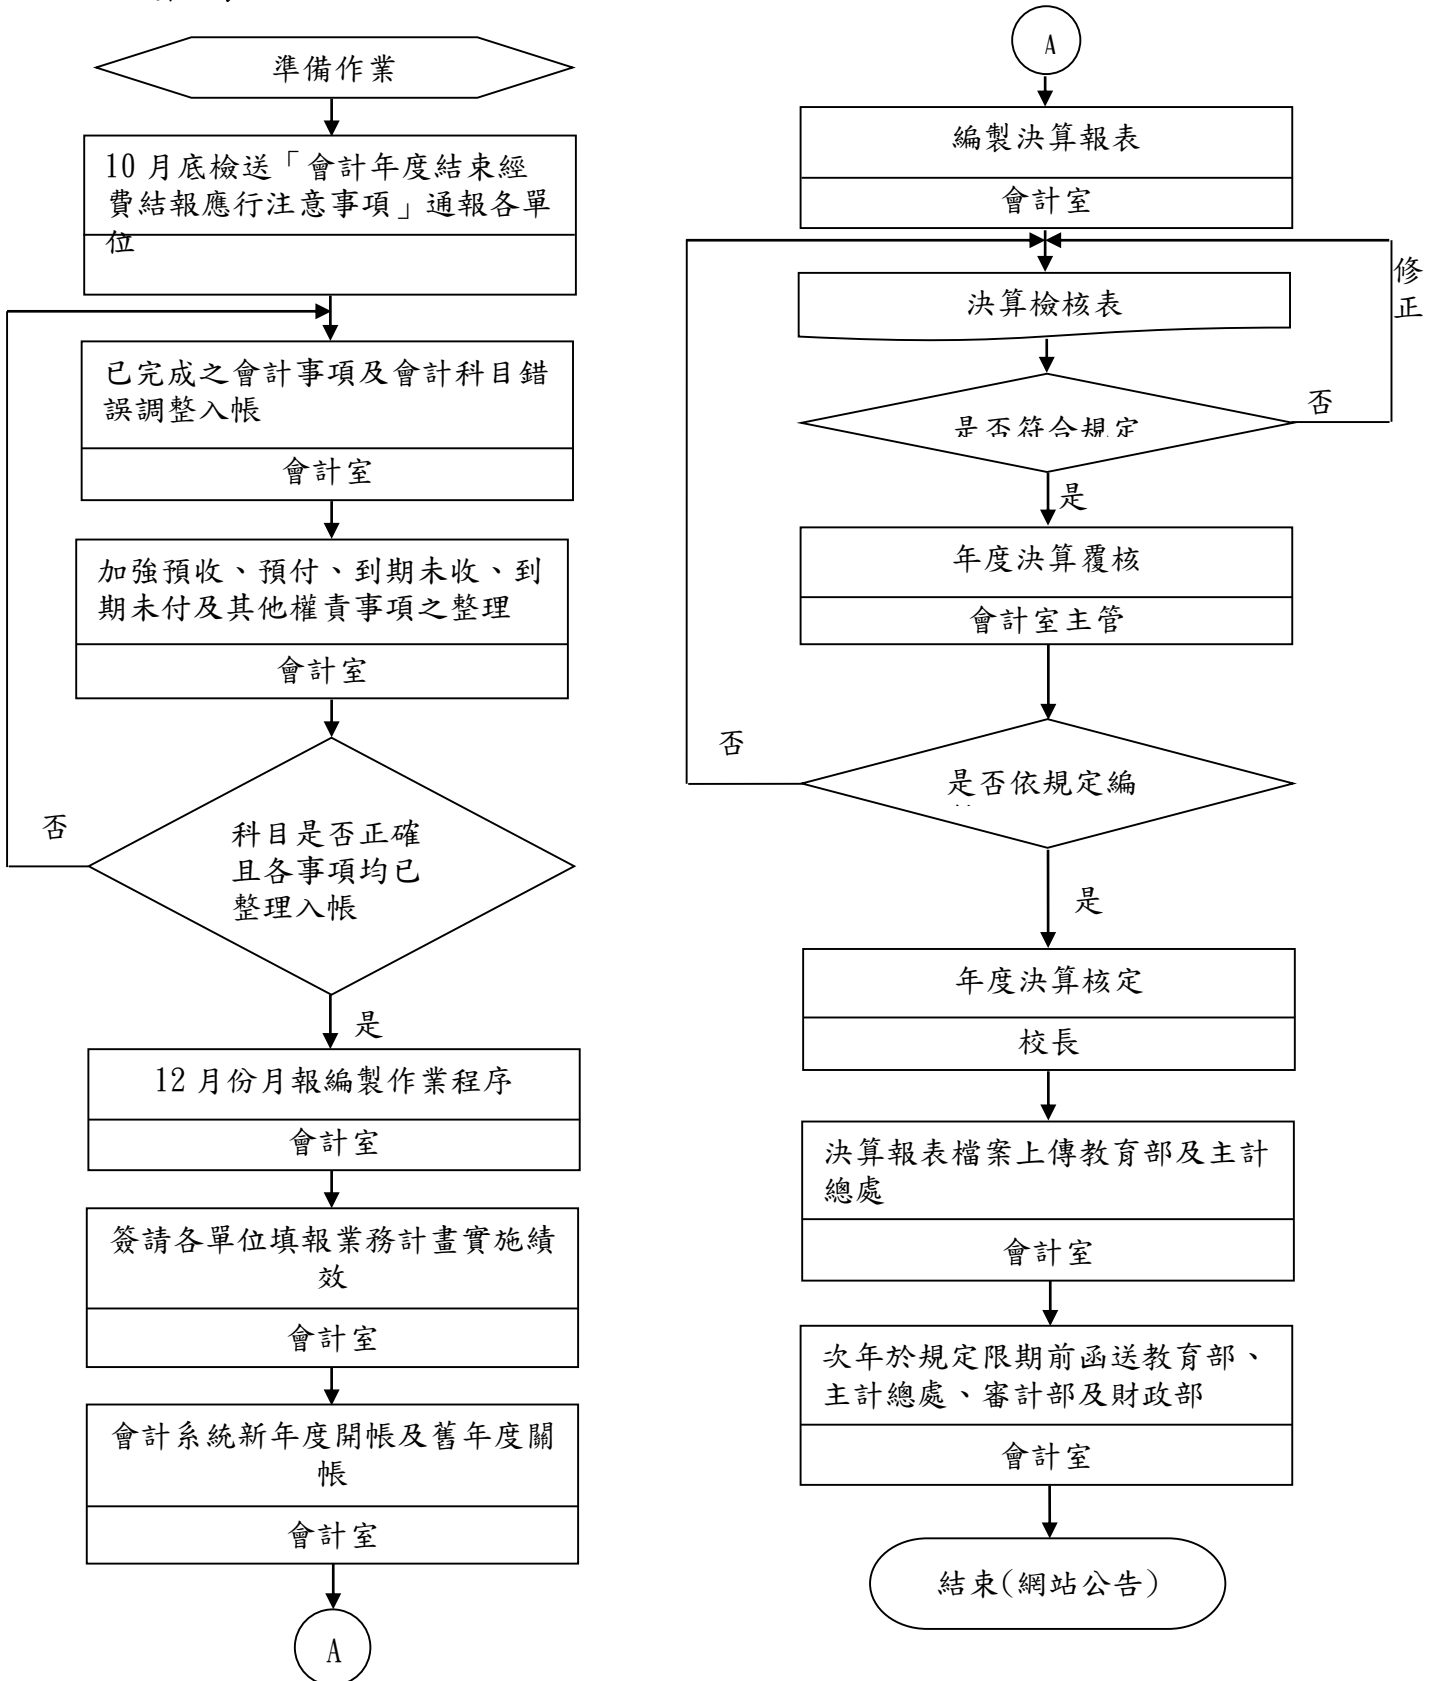 準備作業
10月底檢送「會計年度結束經
費結報應行注意事項」通報各單
位
已完成之會計事項及會計科目錯
誤調整入帳
會計室
加強預收、預付、到期未收、到
期未付及其他權責事項之整理
會計室
科目是否正確
且各事項均已
整理入帳
否
是
12月份月報編製作業程序
會計室
簽請各單位填報業務計畫實施績
效
會計室
會計系統新年度開帳及舊年度關
帳
會計室
A
A
編製決算報表
會計室
決算檢核表
修
正
是否符合規定
否
是
年度決算覆核
會計室主管
否
是否依規定編
是
年度決算核定
校長
決算報表檔案上傳教育部及主計
總處
會計室
次年於規定限期前函送教育部、
主計總處、審計部及財政部
會計室
結束(網站公告)